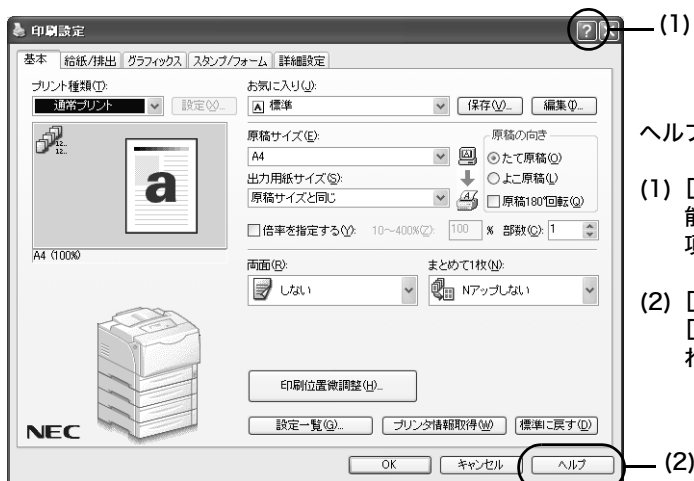 印刷設定
(1)
基本 給紙/排出 グラフィックス スタンプ/フォーム 詳細設定
プリント種類(T):
通常プリント 設定(X)...
お気に入り(J):
標準 保存(V)... 編集(I)...
原稿サイズ(E):
A4
出力用紙サイズ(S):
原稿サイズと同じ
原稿の向き
たて原稿(O)
よこ原稿(L)
原稿180°回転(Q)
倍率を指定する(Y): 10～400%(Z): 100 % 部数(C): 1
a
A4 (100%)
両面(R):
しない
まとめて1枚(N):
Nアップしない
印刷位置微調整(H)...
設定一覧(G)... プリンタ情報取得(W) 標準に戻す(D)
NEC
OK キャンセル ヘルプ
(2)
ヘルプ
(1) [
能
項
(2) [
[
れ